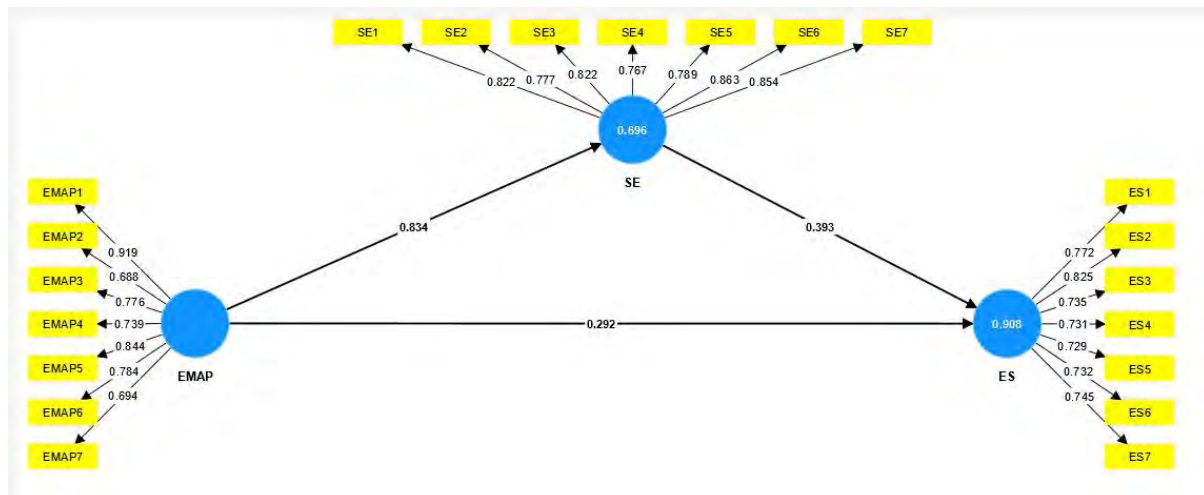 SE1 SE2 SE3 SE4 SE5 SE6 SE7
0.822 0.777 0.822 0.767 0.789 0.863 0.854
0.696
SE
EMAP1
EMAP2
EMAP3
EMAP4
EMAP5
EMAP6
EMAP7
0.919
0.688
0.776
0.739
0.844
0.784
0.694
EMAP
0.834
0.393
0.292
0.908
ES
0.772
0.825
0.735
0.731
0.729
0.732
0.745
ES1
ES2
ES3
ES4
ES5
ES6
ES7